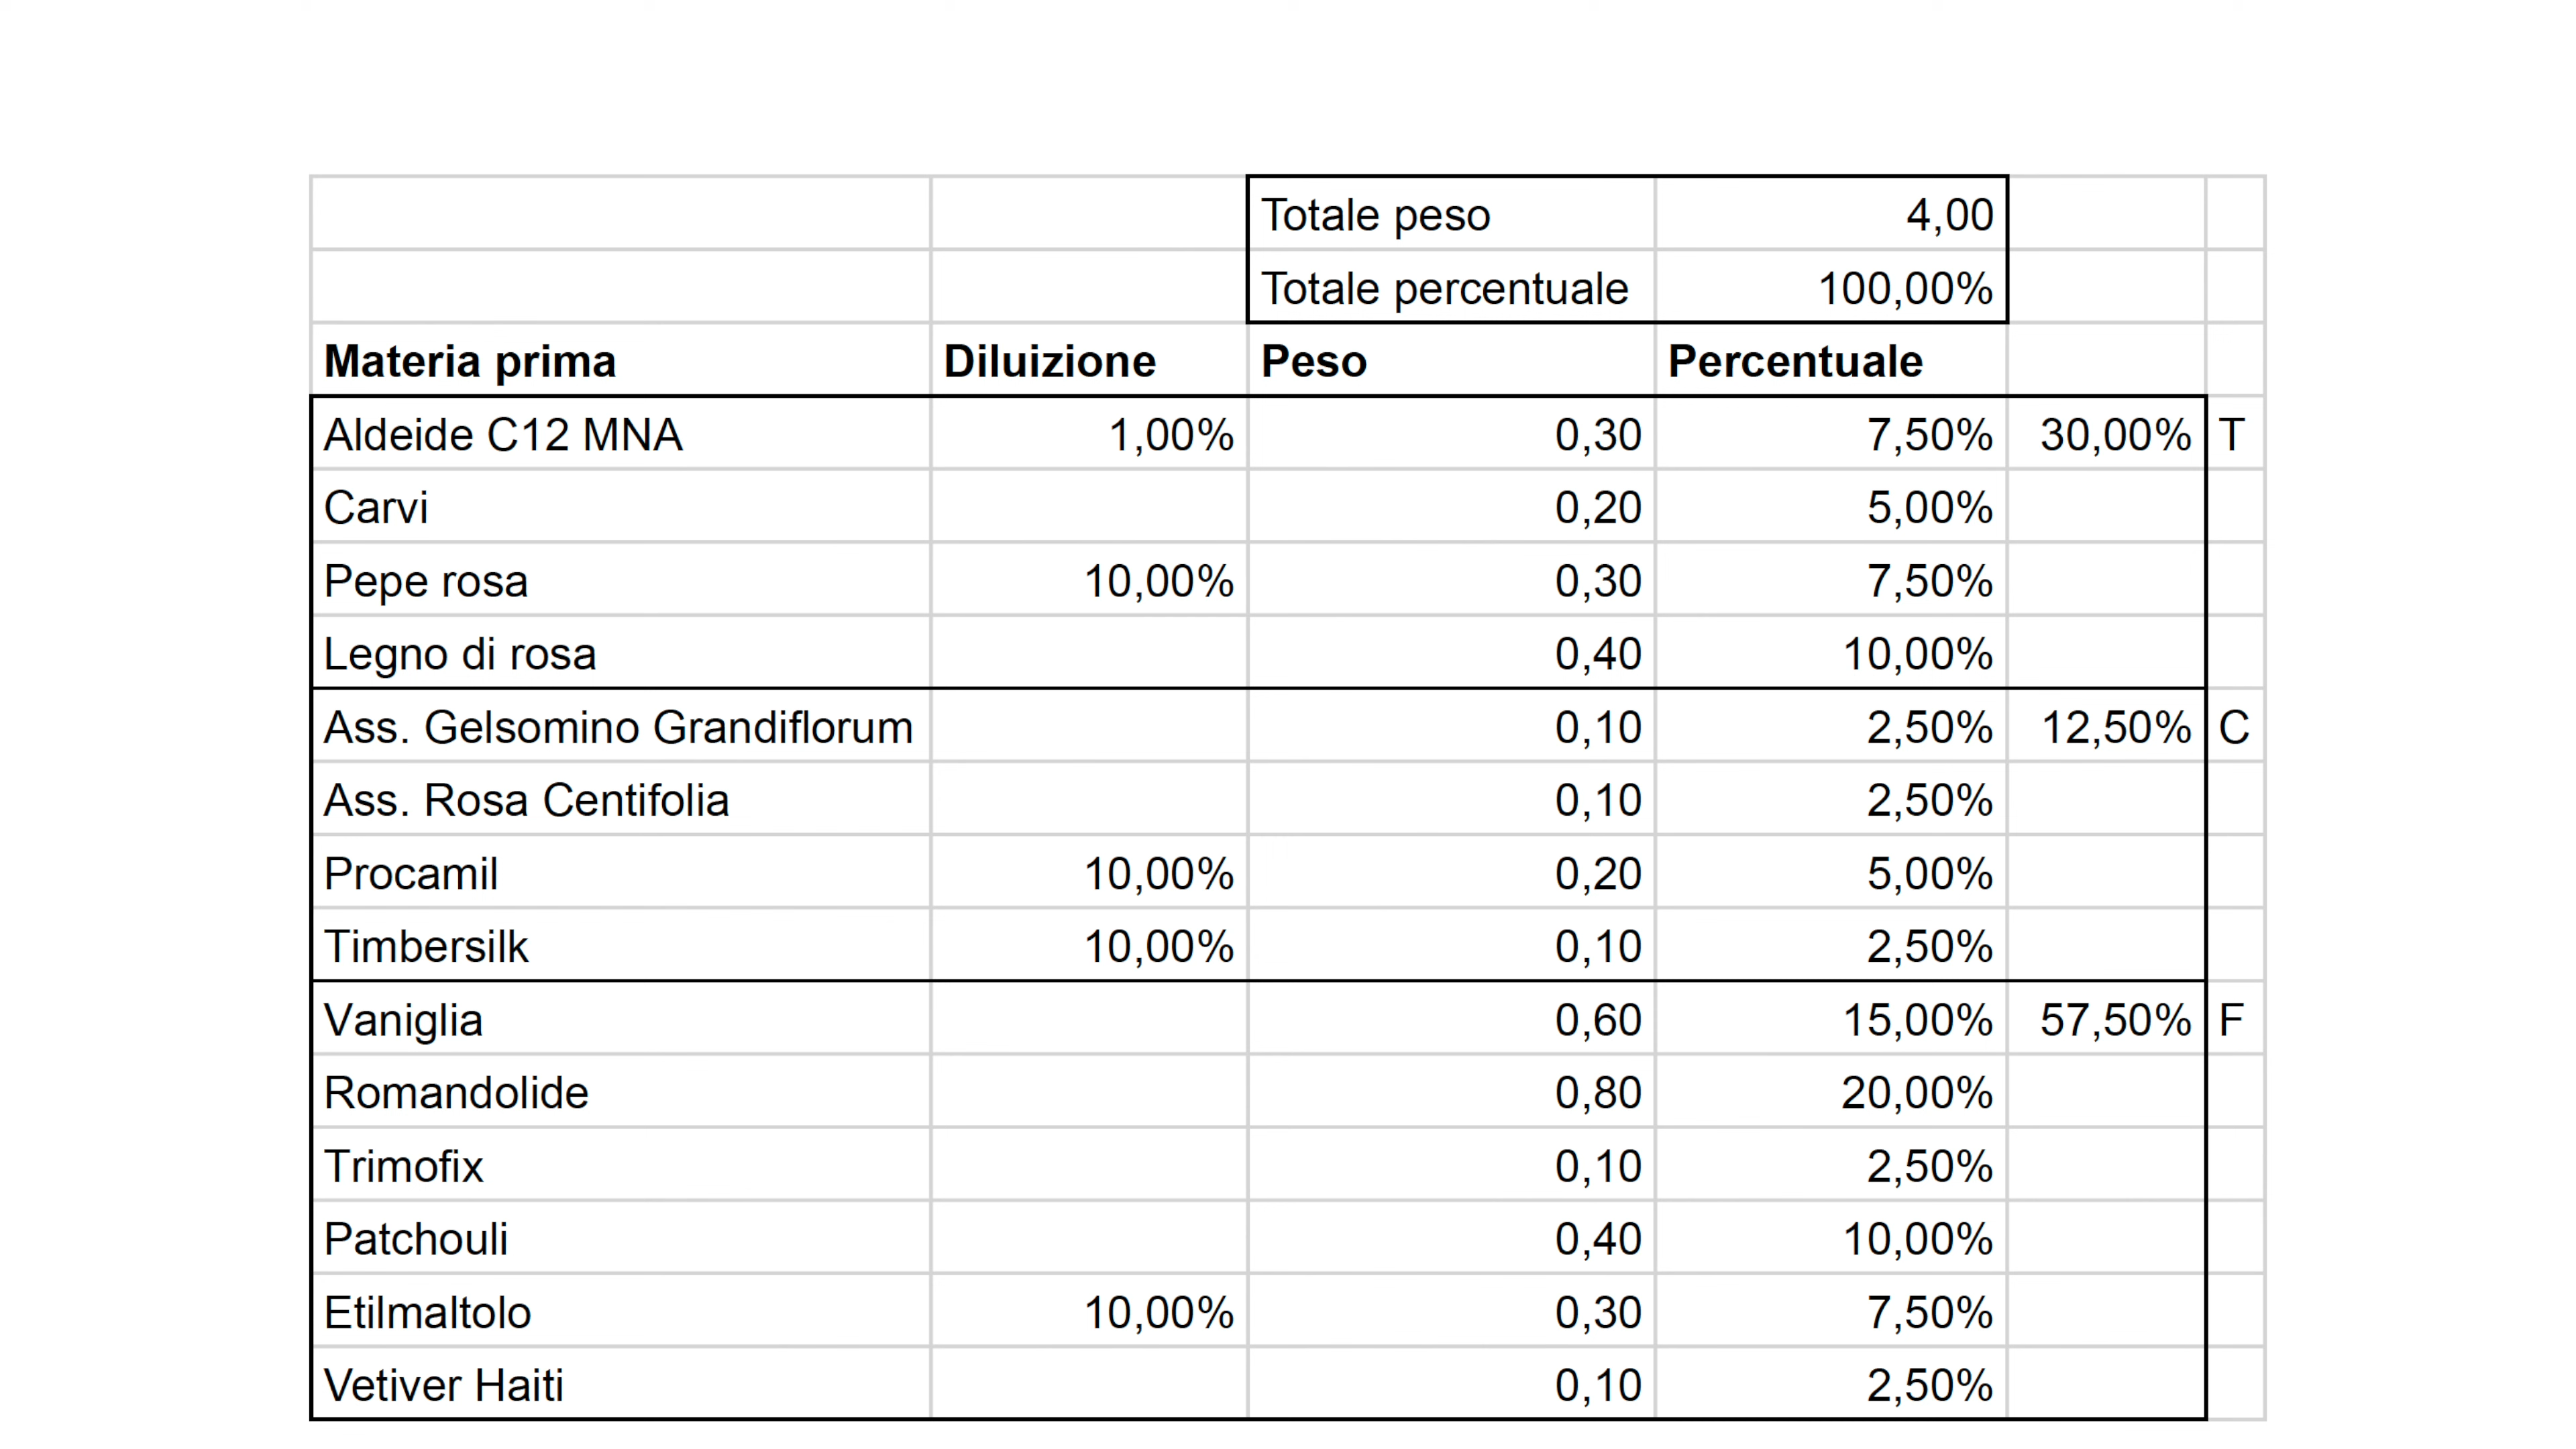 Totale peso 4,00
Totale percentuale 100,00%
Materia prima Diluizione Peso Percentuale
Aldeide C12 MNA 1,00% 0,30 7,50% 30,00% T
Carvi 0,20 5,00%
Pepe rosa 10,00% 0,30 7,50%
Legno di rosa 0,40 10,00%
Ass. Gelsomino Grandiflorum 0,10 2,50% 12,50% C
Ass. Rosa Centifolia 0,10 2,50%
Procamil 10,00% 0,20 5,00%
Timbersilk 10,00% 0,10 2,50%
Vaniglia 0,60 15,00% 57,50% F
Romandolide 0,80 20,00%
Trimofix 0,10 2,50%
Patchouli 0,40 10,00%
Etilmaltolo 10,00% 0,30 7,50%
Vetiver Haiti 0,10 2,50%